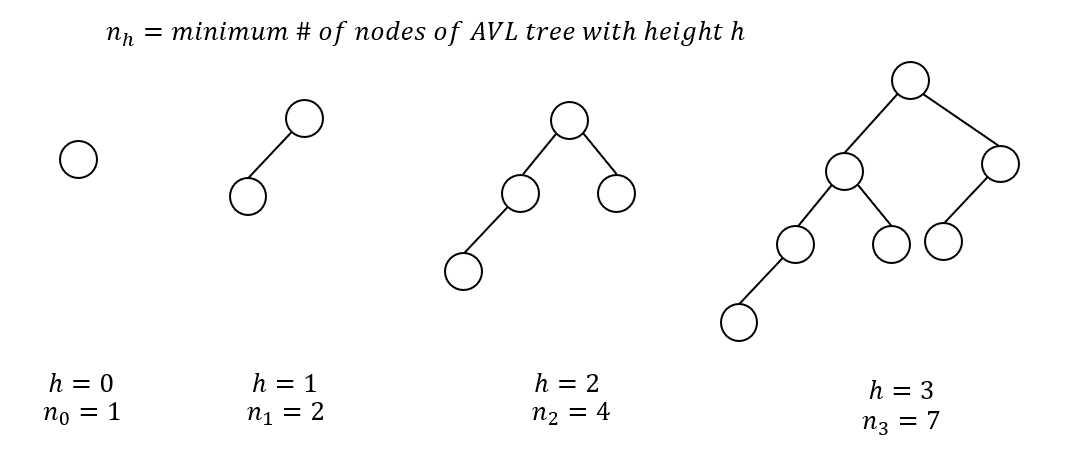 n_h = minimum # of nodes of AVL tree with height h
h = 0
n_0 = 1
h = 1
n_1 = 2
h = 2
n_2 = 4
h = 3
n_3 = 7